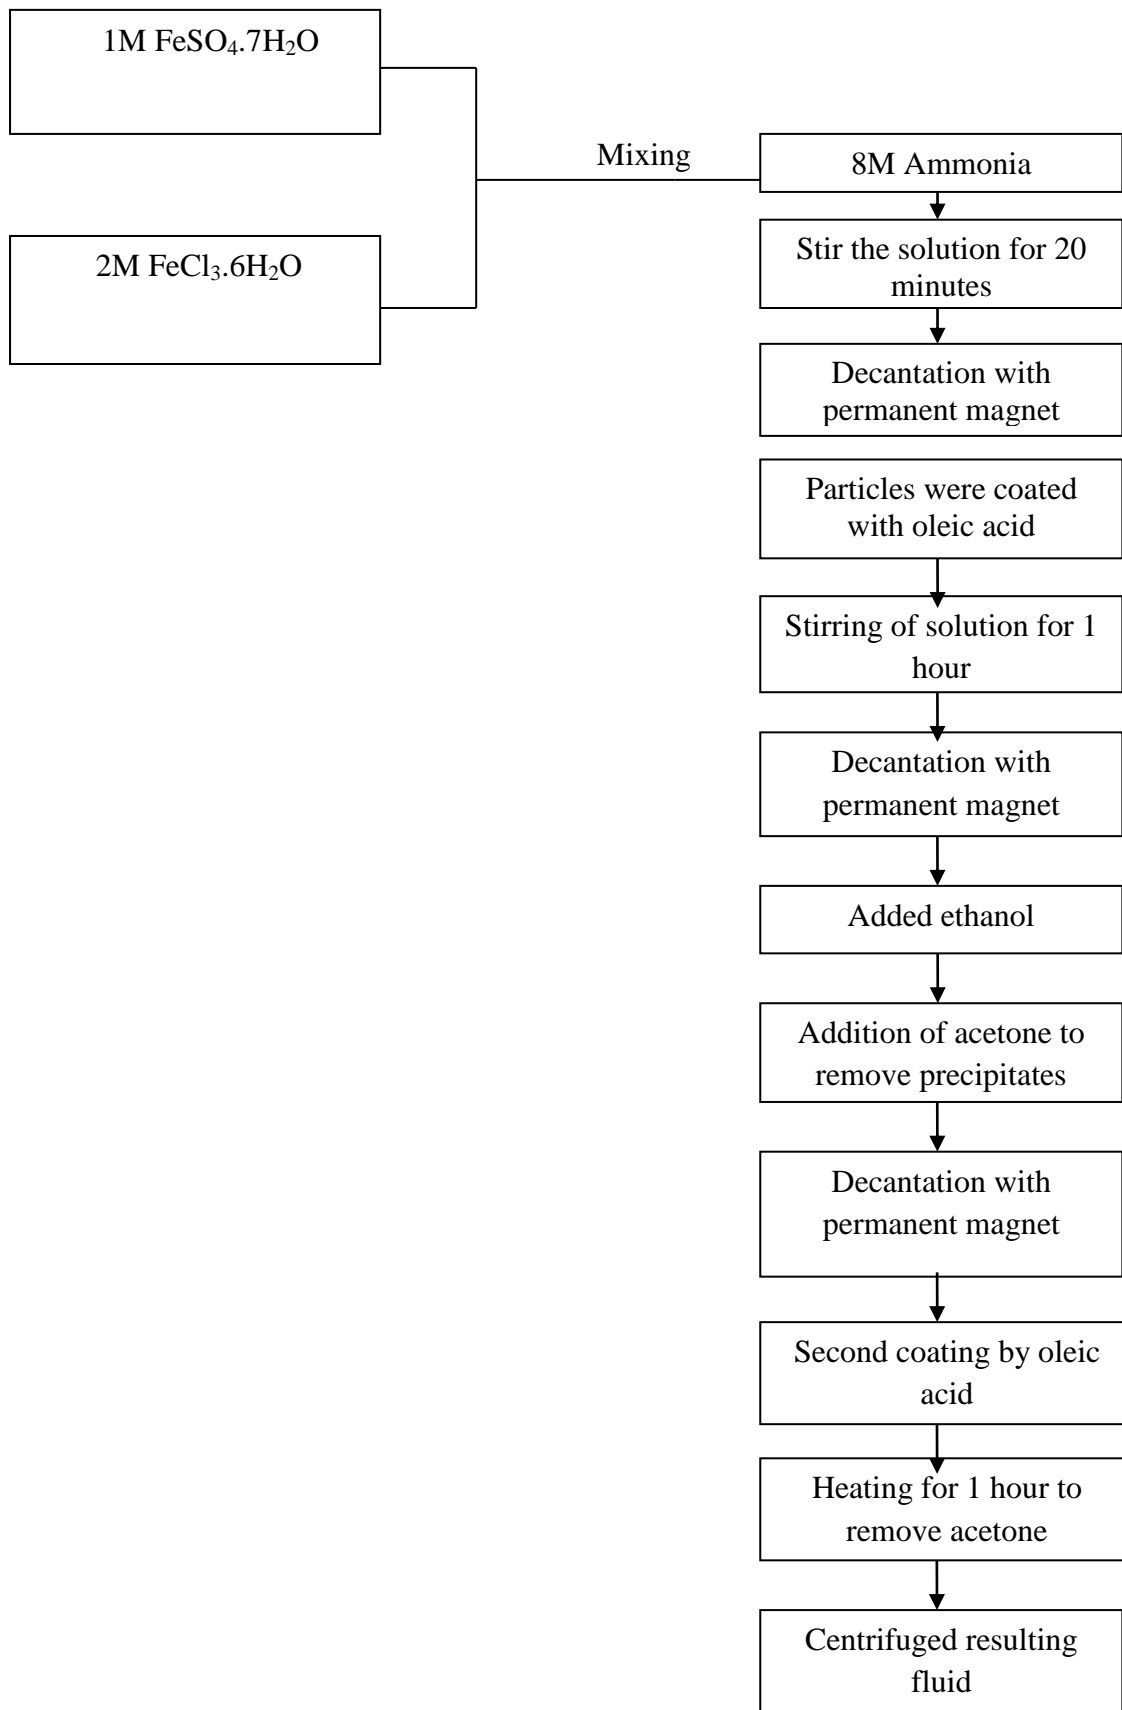 1M FeSO₄.7H₂O
Mixing
8M Ammonia
2M FeCl₃.6H₂O
Stir the solution for 20
minutes
Decantation with
permanent magnet
Particles were coated
with oleic acid
Stirring of solution for 1
hour
Decantation with
permanent magnet
Added ethanol
Addition of acetone to
remove precipitates
Decantation with
permanent magnet
Second coating by oleic
acid
Heating for 1 hour to
remove acetone
Centrifuged resulting
fluid